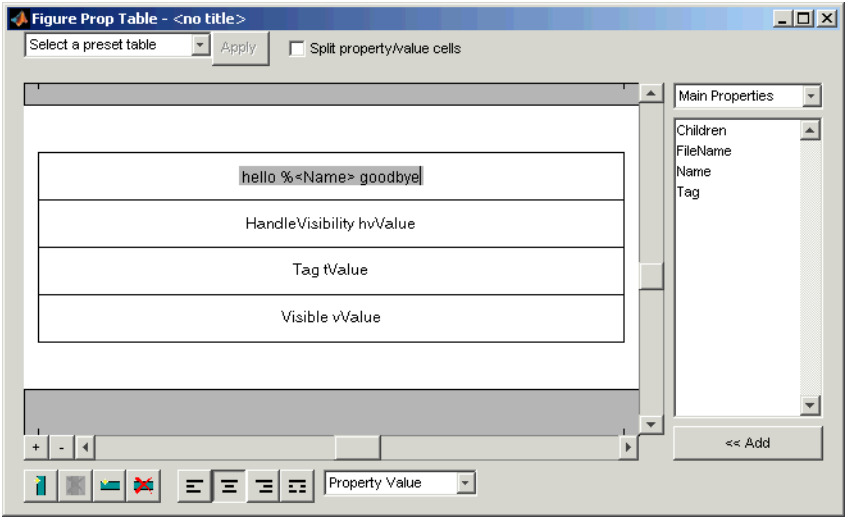 Figure Prop Table - <no title>
Select a preset table
Apply
Split property/value cells
Main Properties
Children
FileName
Name
Tag
hello %<Name> goodbye
HandleVisibility hvValue
Tag tValue
Visible vValue
+
-
<< Add
Property Value